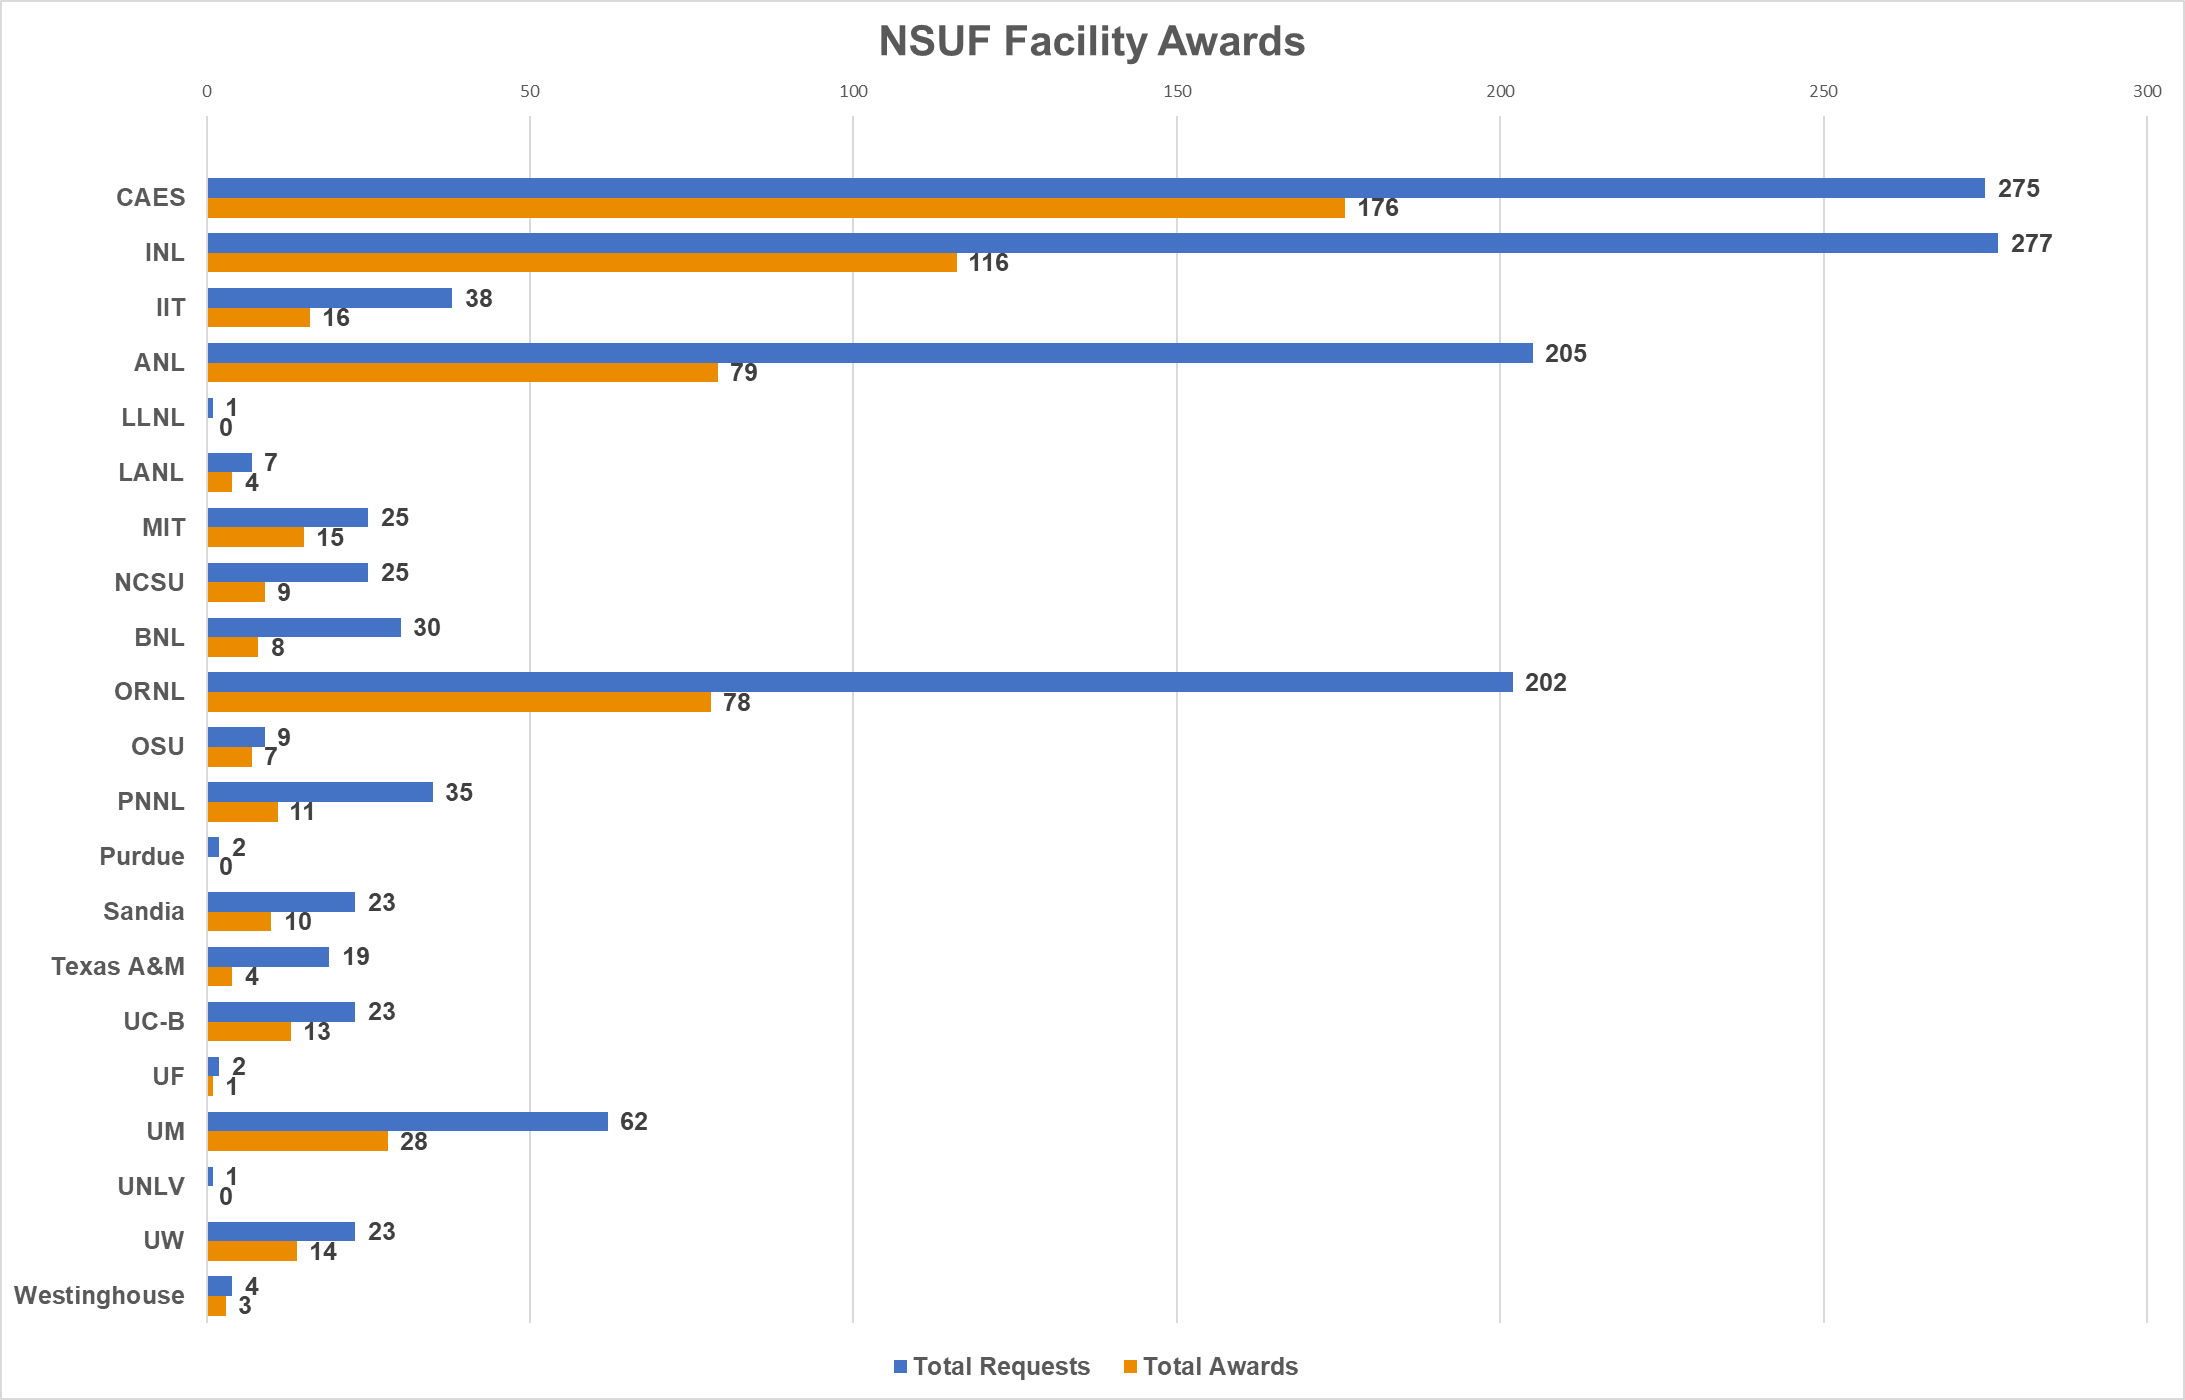 NSUF Facility Awards
0 50 100 150 200 250 300
CAES 275
176
INL 277
116
IIT 38
16
ANL 205
79
LLNL 1
0
LANL 7
4
MIT 25
15
NCSU 25
9
BNL 30
8
ORNL 202
78
OSU 9
7
PNNL 35
11
Purdue 2
0
Sandia 23
10
Texas A&M 19
4
UC-B 23
13
UF 2
1
UM 62
28
UNLV 1
0
UW 23
14
Westinghouse 4
3
Total Requests Total Awards